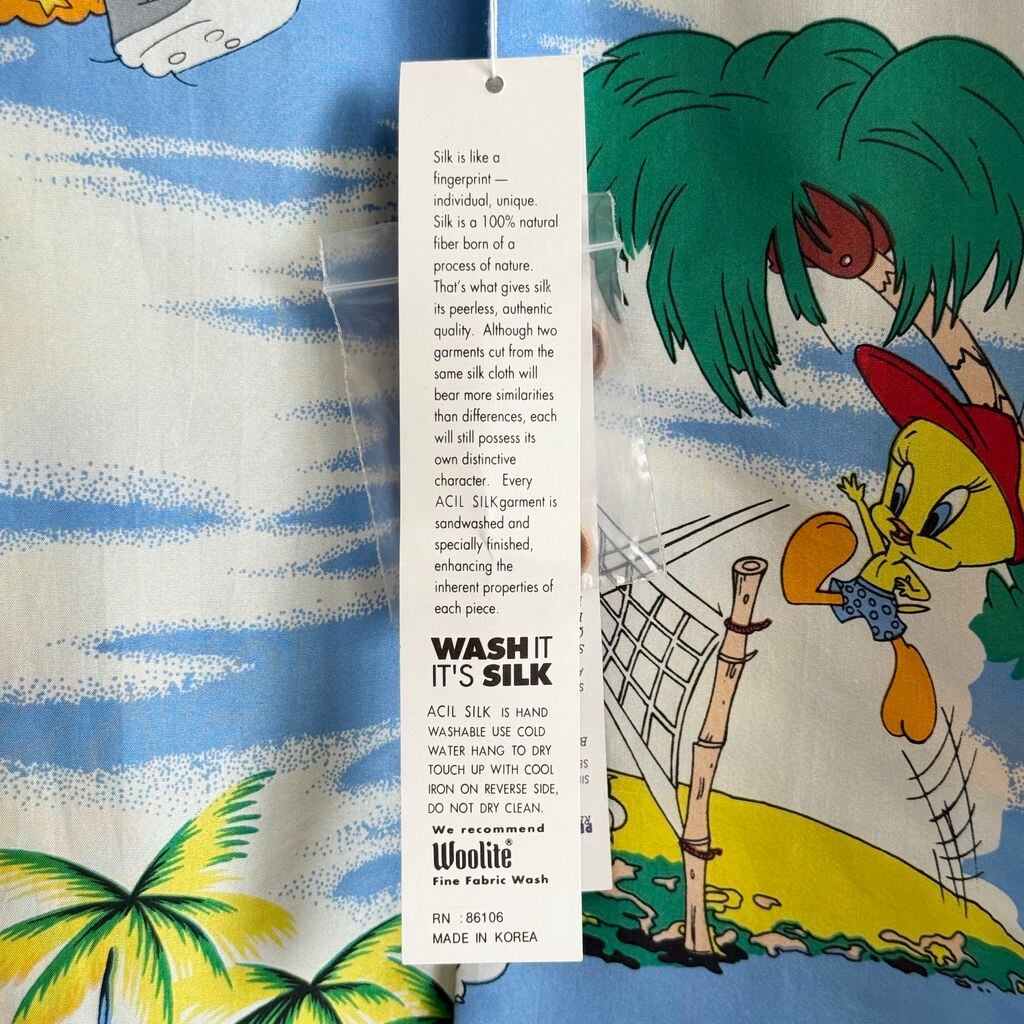 Silk is like a
fingerprint —
individual, unique.
Silk is a 100% natural
fiber born of a
process of nature.
That's what gives silk
its peerless, authentic
quality. Although two
garments cut from the
same silk cloth will
bear more similarities
than differences, each
will still possess its
own distinctive
character. Every
ACIL SILKgarment is
sandwashed and
specially finished,
enhancing the
inherent properties of
each piece.
WASH IT
IT'S SILK
ACIL SILK IS HAND
WASHABLE USE COLD
WATER HANG TO DRY
TOUCH UP WITH COOL
IRON ON REVERSE SIDE,
DO NOT DRY CLEAN.
We recommend
Woolite®
Fine Fabric Wash
RN : 86106
MADE IN KOREA